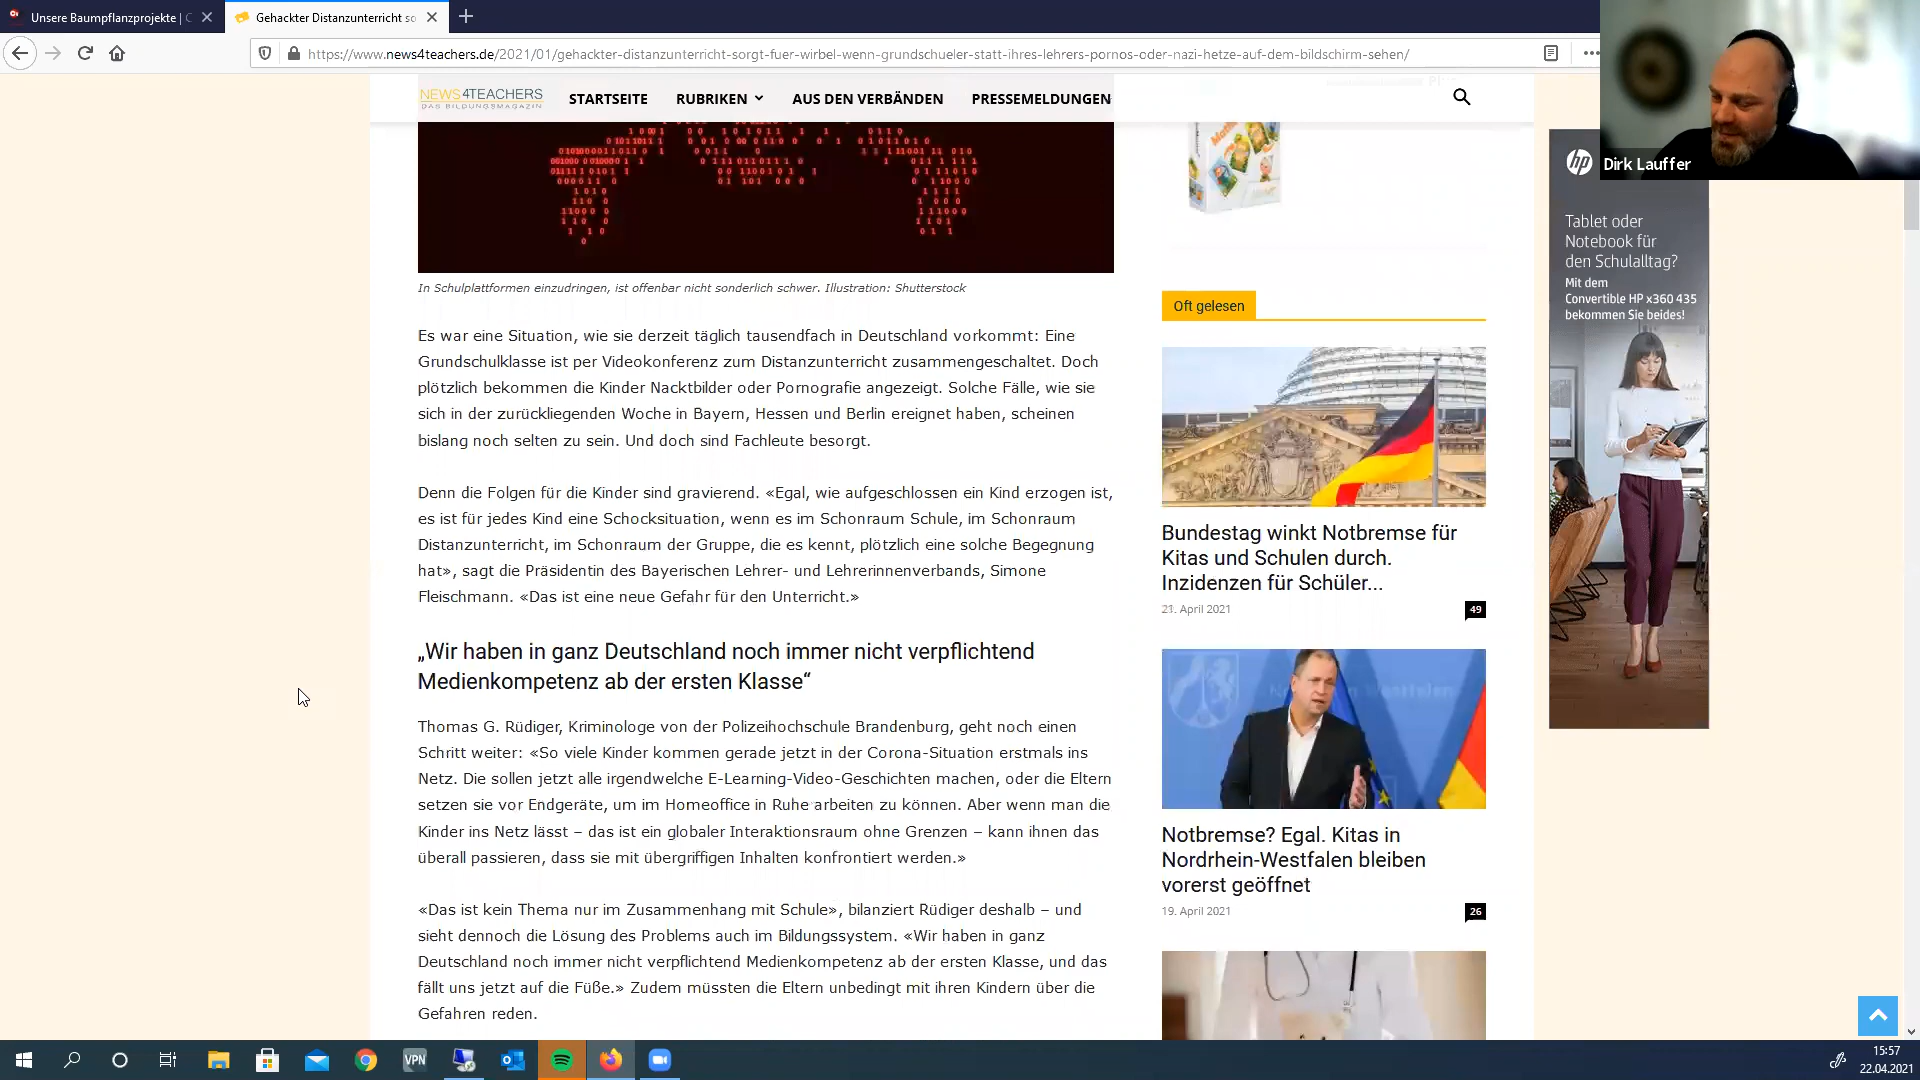 Unsere Baumpflanzprojekte |
Gehackter Distanzunterricht so
https://www.news4teachers.de/2021/01/gehackter-distanzunterricht-sorgt-fuer-wirbel-wenn-grundschueler-statt-ihres-lehrers-pornos-oder-nazi-hetze-auf-dem-bildschirm-sehen/
NEWS4TEACHERS
DAS BILDUNGSMAGAZIN
STARTSEITE
RUBRIKEN
AUS DEN VERBÄNDEN
PRESSEMELDUNGEN
In Schulplattformen einzudringen, ist offenbar nicht sonderlich schwer. Illustration: Shutterstock
Es war eine Situation, wie sie derzeit täglich tausendfach in Deutschland vorkommt: Eine
Grundschulklasse ist per Videokonferenz zum Distanzunterricht zusammengeschaltet. Doch
plötzlich bekommen die Kinder Nacktbilder oder Pornografie angezeigt. Solche Fälle, wie sie
sich in der zurückliegenden Woche in Bayern, Hessen und Berlin ereignet haben, scheinen
bislang noch selten zu sein. Und doch sind Fachleute besorgt.
Denn die Folgen für die Kinder sind gravierend. «Egal, wie aufgeschlossen ein Kind erzogen ist,
es ist für jedes Kind eine Schocksituation, wenn es im Schonraum Schule, im Schonraum
Distanzunterricht, im Schonraum der Gruppe, die es kennt, plötzlich eine solche Begegnung
hat», sagt die Präsidentin des Bayerischen Lehrer- und Lehrerinnenverbands, Simone
Fleischmann. «Das ist eine neue Gefahr für den Unterricht.»
„Wir haben in ganz Deutschland noch immer nicht verpflichtend
Medienkompetenz ab der ersten Klasse“
Thomas G. Rüdiger, Kriminologe von der Polizeihochschule Brandenburg, geht noch einen
Schritt weiter: «So viele Kinder kommen gerade jetzt in der Corona-Situation erstmals ins
Netz. Die sollen jetzt alle irgendwelche E-Learning-Video-Geschichten machen, oder die Eltern
setzen sie vor Endgeräte, um im Homeoffice in Ruhe arbeiten zu können. Aber wenn man die
Kinder ins Netz lässt – das ist ein globaler Interaktionsraum ohne Grenzen – kann ihnen das
überall passieren, dass sie mit übergriffigen Inhalten konfrontiert werden.»
«Das ist kein Thema nur im Zusammenhang mit Schule», bilanziert Rüdiger deshalb – und
sieht dennoch die Lösung des Problems auch im Bildungssystem. «Wir haben in ganz
Deutschland noch immer nicht verpflichtend Medienkompetenz ab der ersten Klasse, und das
fällt uns jetzt auf die Füße.» Zudem müssten die Eltern unbedingt mit ihren Kindern über die
Gefahren reden.
Oft gelesen
Bundestag winkt Notbremse für
Kitas und Schulen durch.
Inzidenzen für Schüler...
21. April 2021
49
Notbremse? Egal. Kitas in
Nordrhein-Westfalen bleiben
vorerst geöffnet
19. April 2021
26
Dirk Lauffer
hp
Tablet oder
Notebook für
den Schulalltag?
Mit dem
Convertible HP x360 435
bekommen Sie beides!
VPN
15:57
22.04.2021